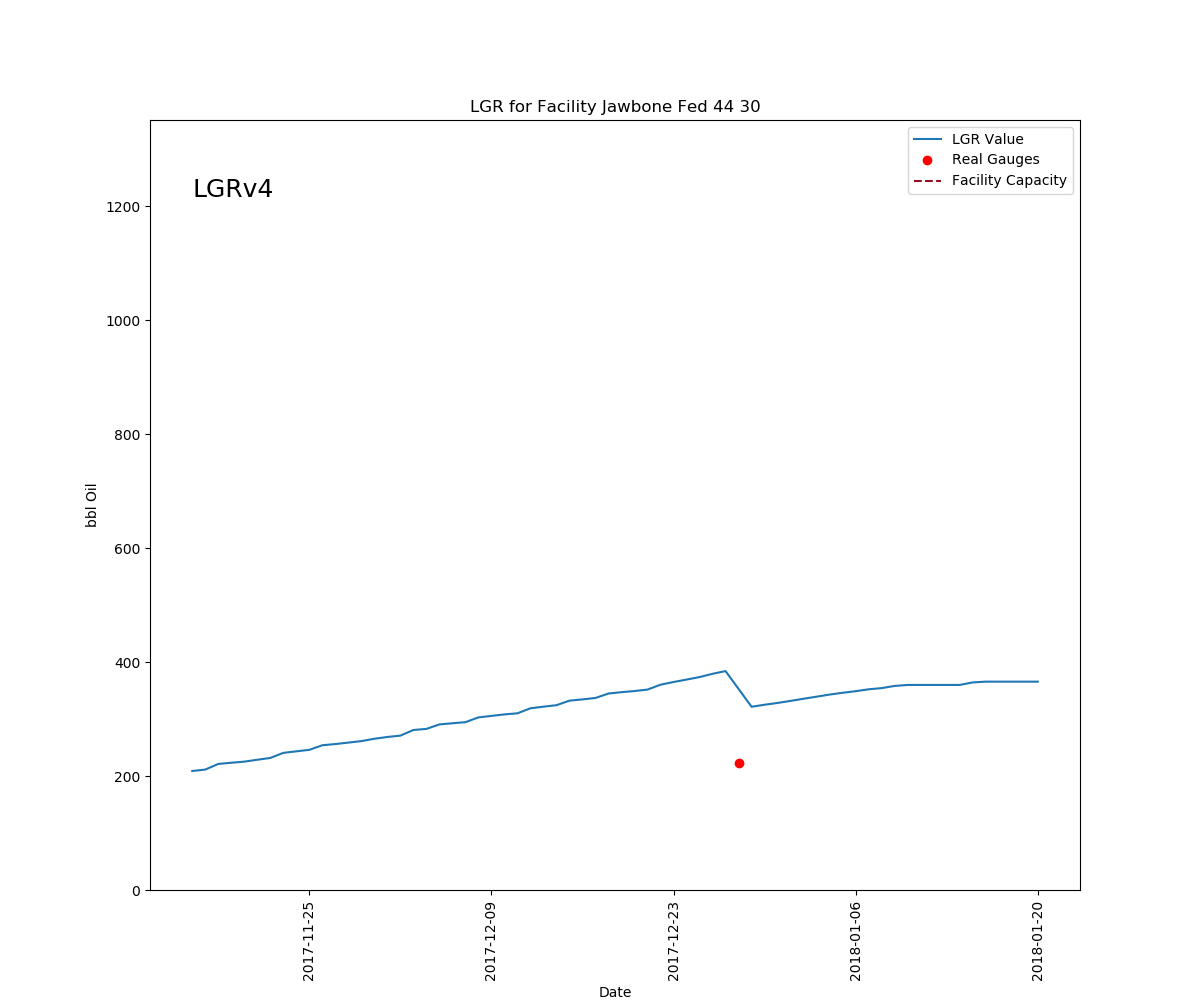 LGR for Facility Jawbone Fed 44 30
LGR Value
Real Gauges
Facility Capacity
LGRv4
1200
1000
800
600
400
200
0
bbl Oil
2017-11-25
2017-12-09
2017-12-23
2018-01-06
2018-01-20
Date